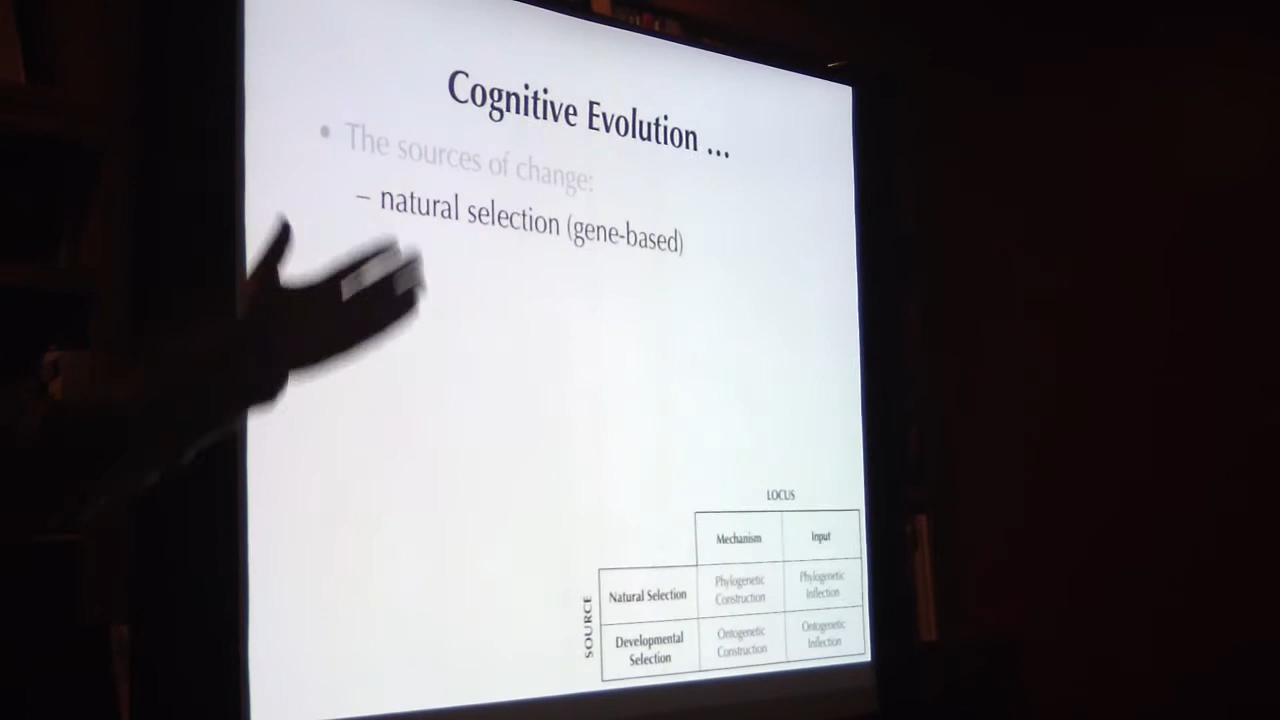 Cognitive Evolution ...
• The sources of change:
– natural selection (gene-based)
LOCUS
Mechanism Input
SOURCE
Natural Selection
Phylogenetic
Construction
Phylogenetic
Inflection
Developmental
Selection
Ontogenetic
Construction
Ontogenetic
Inflection